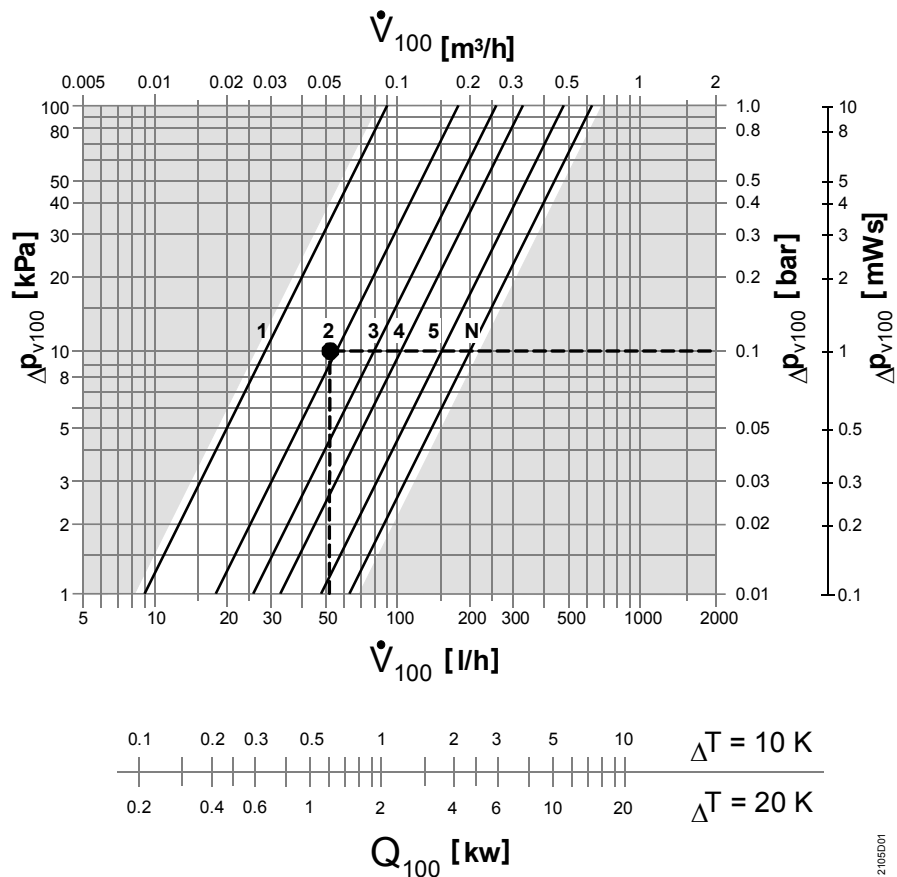 V̇100 [m³/h]
0.005 0.01 0.02 0.03 0.05 0.1 0.2 0.3 0.5 1 2
100 1.0 10
80 0.8 8
50 0.5 5
40 0.4 4
30 0.3 3
20 0.2 2
1 2 3 4 5 N
10 0.1 1
8
5 0.05 0.5
3 0.03 0.3
2 0.02 0.2
1 0.01 0.1
Δpv100 [kPa]
Δpv100 [bar]
Δpv100 [mWs]
5 10 20 30 50 100 200 300 500 1000 2000
V̇100 [l/h]
0.1 0.2 0.3 0.5 1 2 3 5 10 ΔT = 10 K
0.2 0.4 0.6 1 2 4 6 10 20 ΔT = 20 K
Q100 [kw]
2105D01